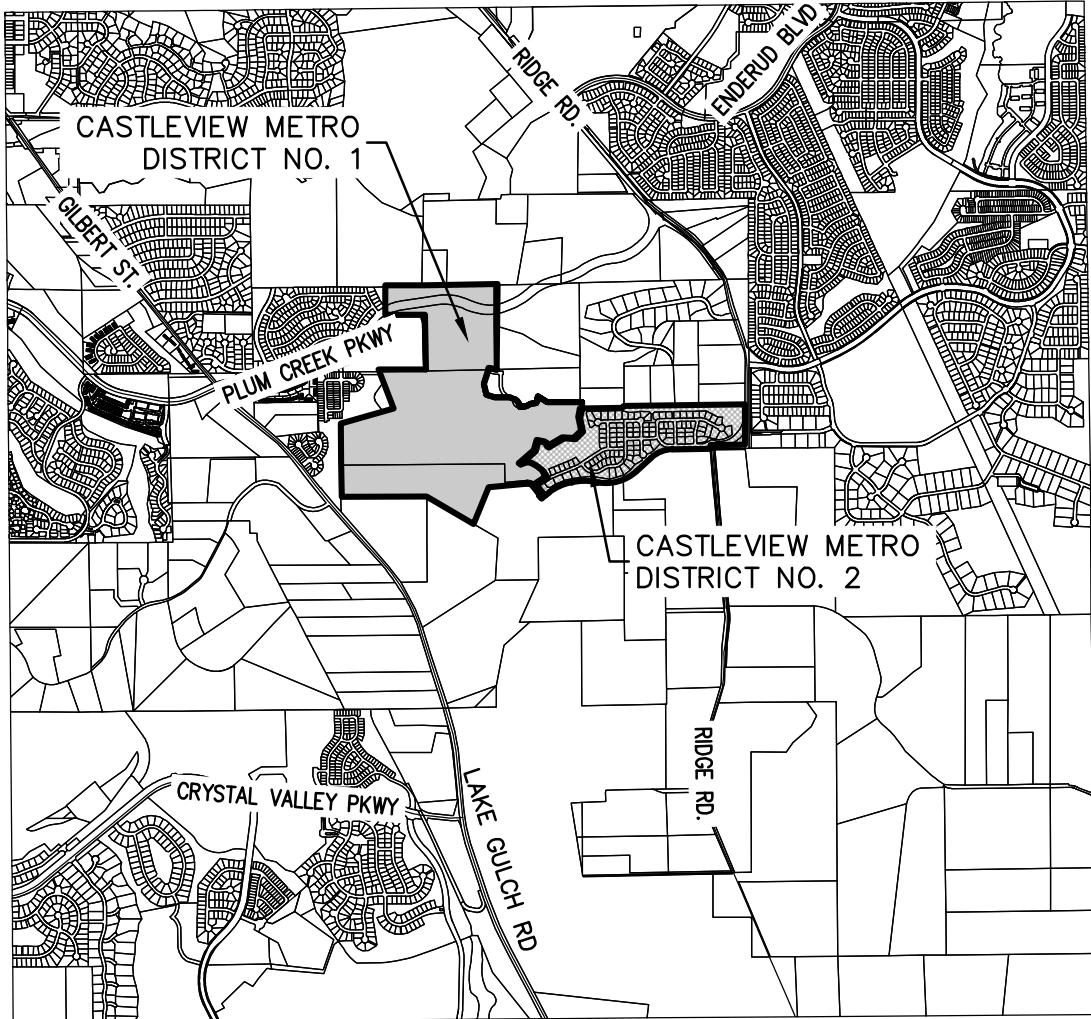 RIDGE RD.
ENDERUD BLVD
CASTLEVIEW METRO
DISTRICT NO. 1
GILBERT ST.
PLUM CREEK PKWY
CASTLEVIEW METRO
DISTRICT NO. 2
RIDGE RD.
CRYSTAL VALLEY PKWY
LAKE GULCH RD